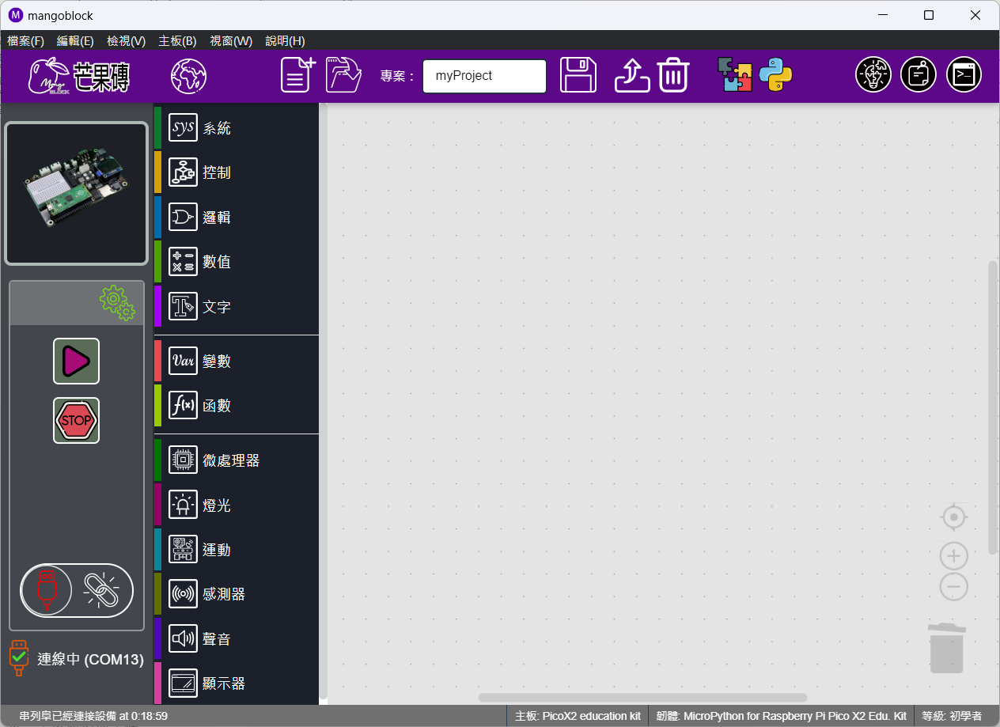 M mangoblock
檔案(F) 編輯(E) 檢視(V) 主板(B) 視窗(W) 說明(H)
Mango BLOCK 芒果磚 專案： myProject
sys 系統
控制
邏輯
數值
T 文字
Var 變數
f(x) 函數
微處理器
燈光
運動
感測器
聲音
顯示器
STOP
連線中 (COM13)
串列阜已經連接設備 at 0:18:59 主板: PicoX2 education kit 韌體: MicroPython for Raspberry Pi Pico X2 Edu. Kit 等級: 初學者